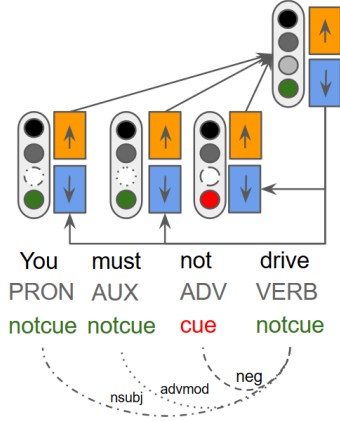 You must not drive
PRON AUX ADV VERB
notcue notcue cue notcue
neg
advmod
nsubj